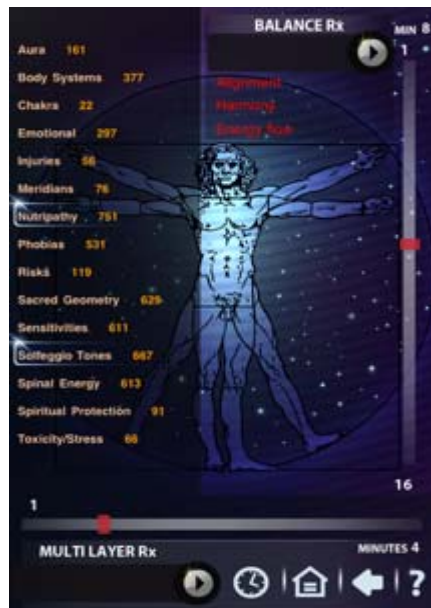 BALANCE Rx
MIN 8
1
Aura 161
Body Systems 377
Alignment
Chakra 22
Harmony
Emotional 297
Energy flow
Injuries 56
Meridians 76
Nutripathy 751
Phobias 531
Risks 119
Sacred Geometry 629
Sensitivities 611
Solfeggio Tones 667
Spinal Energy 613
Spiritual Protection 91
Toxicity/Stress 66
16
1
MULTI LAYER Rx
MINUTES 4
?